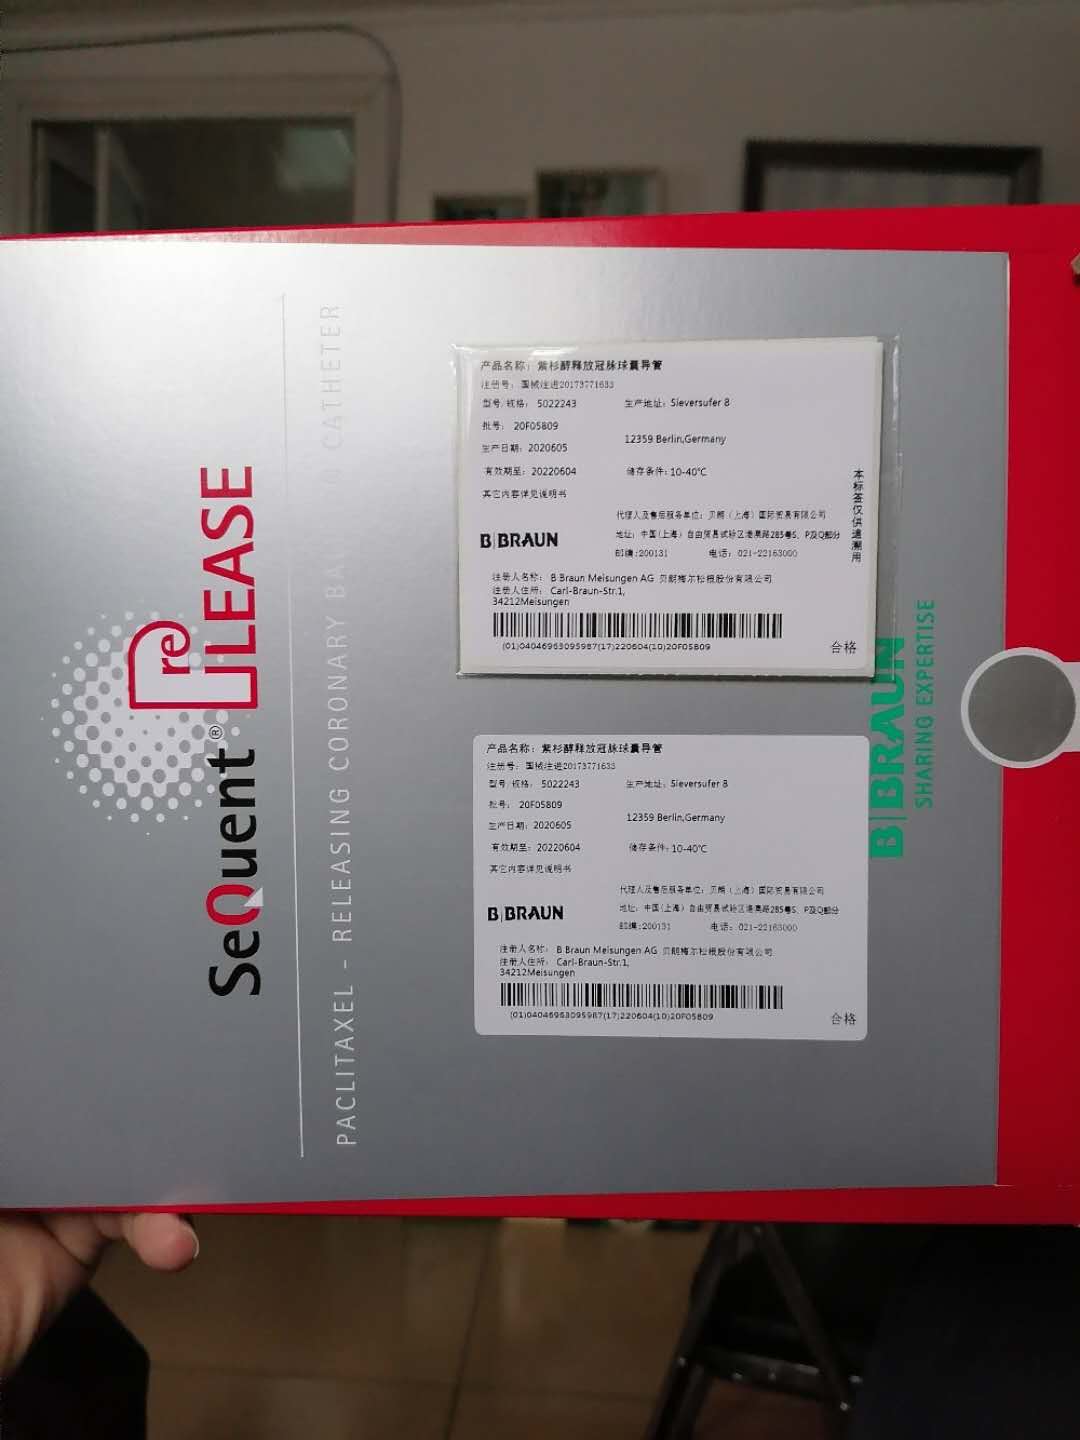 SeQuent® re LEASE
PACLITAXEL - RELEASING CORONARY BA CATHETER
产品名称：紫杉醇释放冠脉球囊导管
注册号：国械注进20173771633
型号/规格：5022243 生产地址：Sieversufer 8
批号：20F05809
12359 Berlin,Germany
生产日期：2020605
有效期至：20220604 储存条件：10-40℃
其它内容详见说明书
本标签仅供追溯用
代理人及售后服务单位：贝朗（上海）国际贸易有限公司
B|BRAUN 地址：中国(上海）自由贸易试验区港澳路285号S、P及Q部分
邮编:200131 电话：021-22163000
注册人名称： B Braun Meisungen AG 贝朗梅尔松根股份有限公司
注册人住所： Carl-Braun-Str.1,
34212Meisungen
(01)04046963095987(17)220604(10)20F05809
合格
产品名称：紫杉醇释放冠脉球囊导管
注册号：国械注进20173771633
型号/规格：5022243 生产地址：Sieversufer 8
批号：20F05809
12359 Berlin,Germany
生产日期：2020605
有效期至：20220604 储存条件：10-40℃
其它内容详见说明书
代理人及售后服务单位：贝朗（上海）国际贸易有限公司
B|BRAUN 地址：中国(上海）自由贸易试验区港澳路285号S、P及Q部分
邮编:200131 电话：021-22163000
注册人名称： B Braun Meisungen AG 贝朗梅尔松根股份有限公司
注册人住所： Carl-Braun-Str.1,
34212Meisungen
(01)04046963095987(17)220604(10)20F05809
合格
B|BRAUN
SHARING EXPERTISE